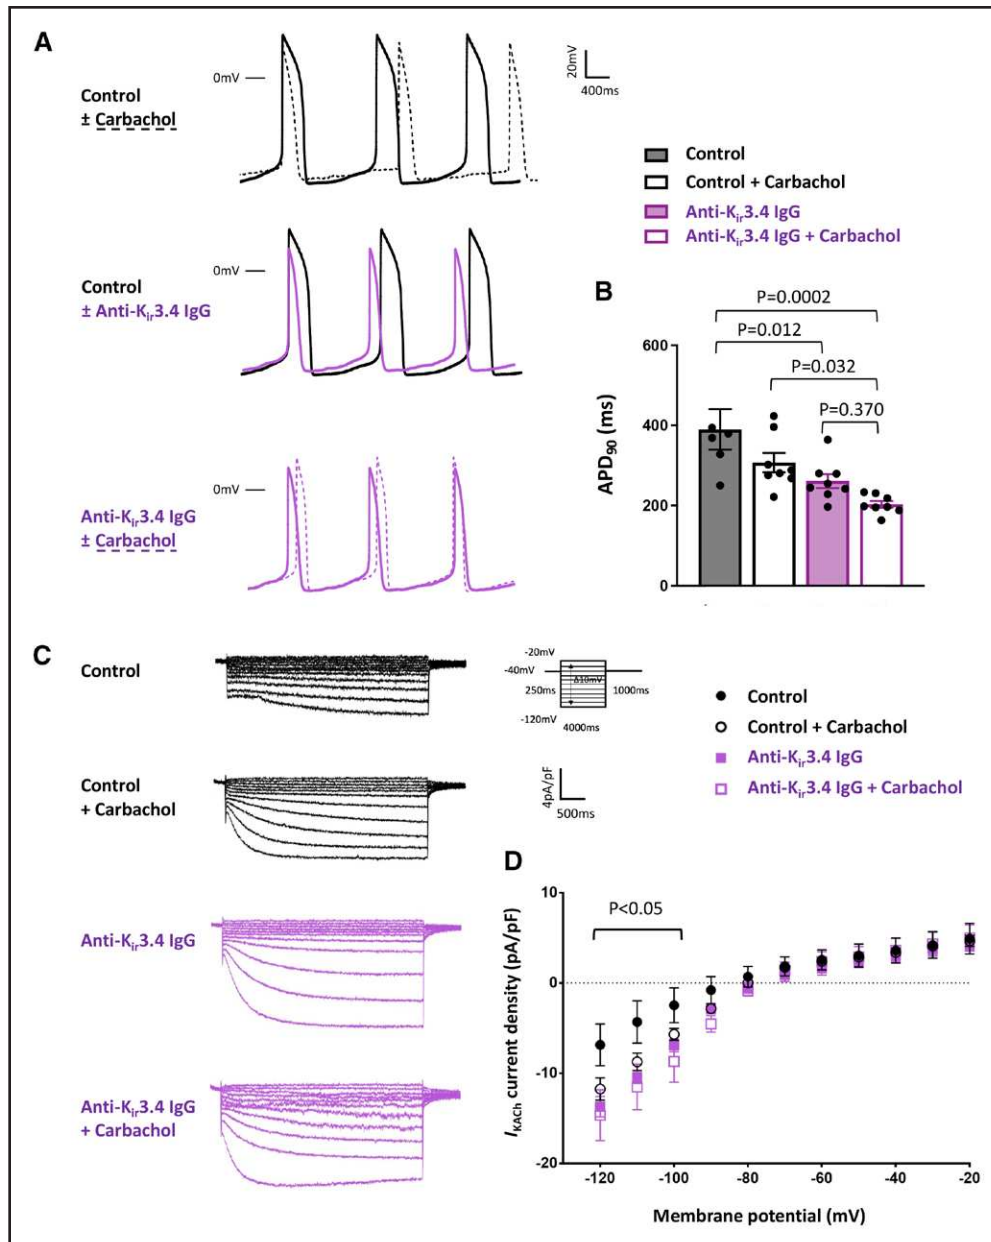 A
Control
± Carbachol
0mV
20mV
400ms
Control
± Anti-Kir3.4 IgG
0mV
Anti-Kir3.4 IgG
± Carbachol
0mV
Control
Control + Carbachol
Anti-Kir3.4 IgG
Anti-Kir3.4 IgG + Carbachol
B
P=0.0002
P=0.012
P=0.032
P=0.370
APD90 (ms)
600
400
200
0
C
Control
Control
+ Carbachol
Anti-Kir3.4 IgG
Anti-Kir3.4 IgG
+ Carbachol
-20mV
-40mV
Δ10mV
250ms
1000ms
-120mV
4000ms
4pA/pF
500ms
Control
Control + Carbachol
Anti-Kir3.4 IgG
Anti-Kir3.4 IgG + Carbachol
D
P<0.05
IKACh current density (pA/pF)
10
0
-10
-20
-120
-100
-80
-60
-40
-20
Membrane potential (mV)